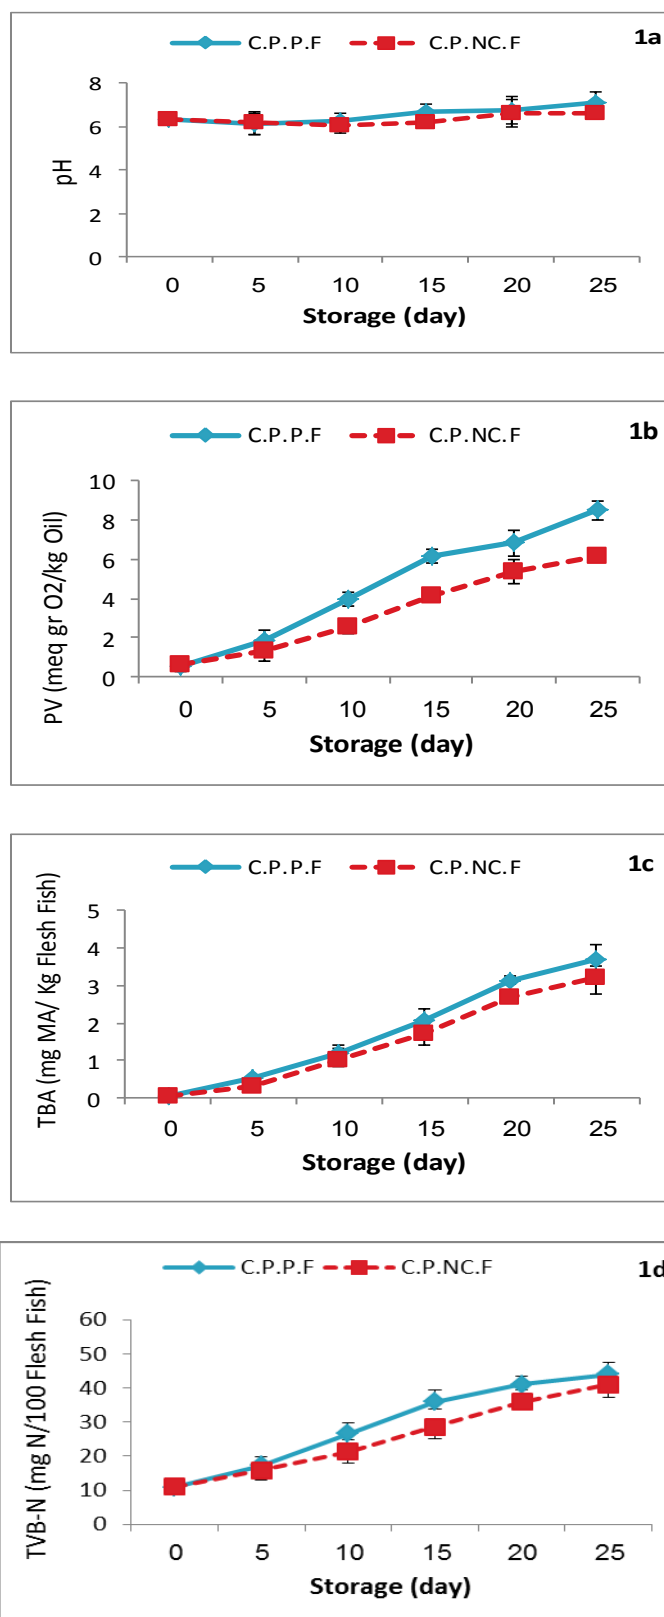 C.P.P.F C.P.NC.F 1a
8
6
4
2
0
pH
0 5 10 15 20 25
Storage (day)
C.P.P.F C.P.NC.F 1b
10
8
6
4
2
0
PV (meq gr O2/kg Oil)
0 5 10 15 20 25
Storage (day)
C.P.P.F C.P.NC.F 1c
5
4
3
2
1
0
TBA (mg MA/ Kg Flesh Fish)
0 5 10 15 20 25
Storage (day)
C.P.P.F C.P.NC.F 1d
60
50
40
30
20
10
0
TVB-N (mg N/100 Flesh Fish)
0 5 10 15 20 25
Storage (day)